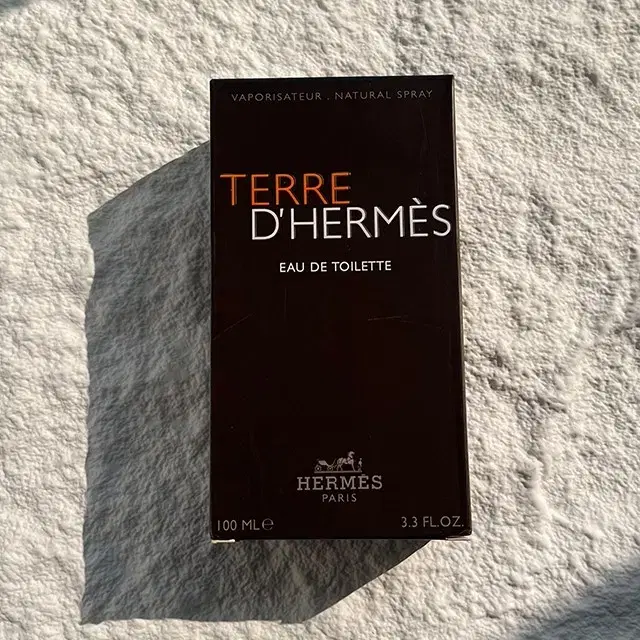 VAPORISATEUR . NATURAL SPRAY
TERRE
D'HERMÈS
EAU DE TOILETTE
HERMÈS
PARIS
100 ML℮ 3.3 FL.OZ.